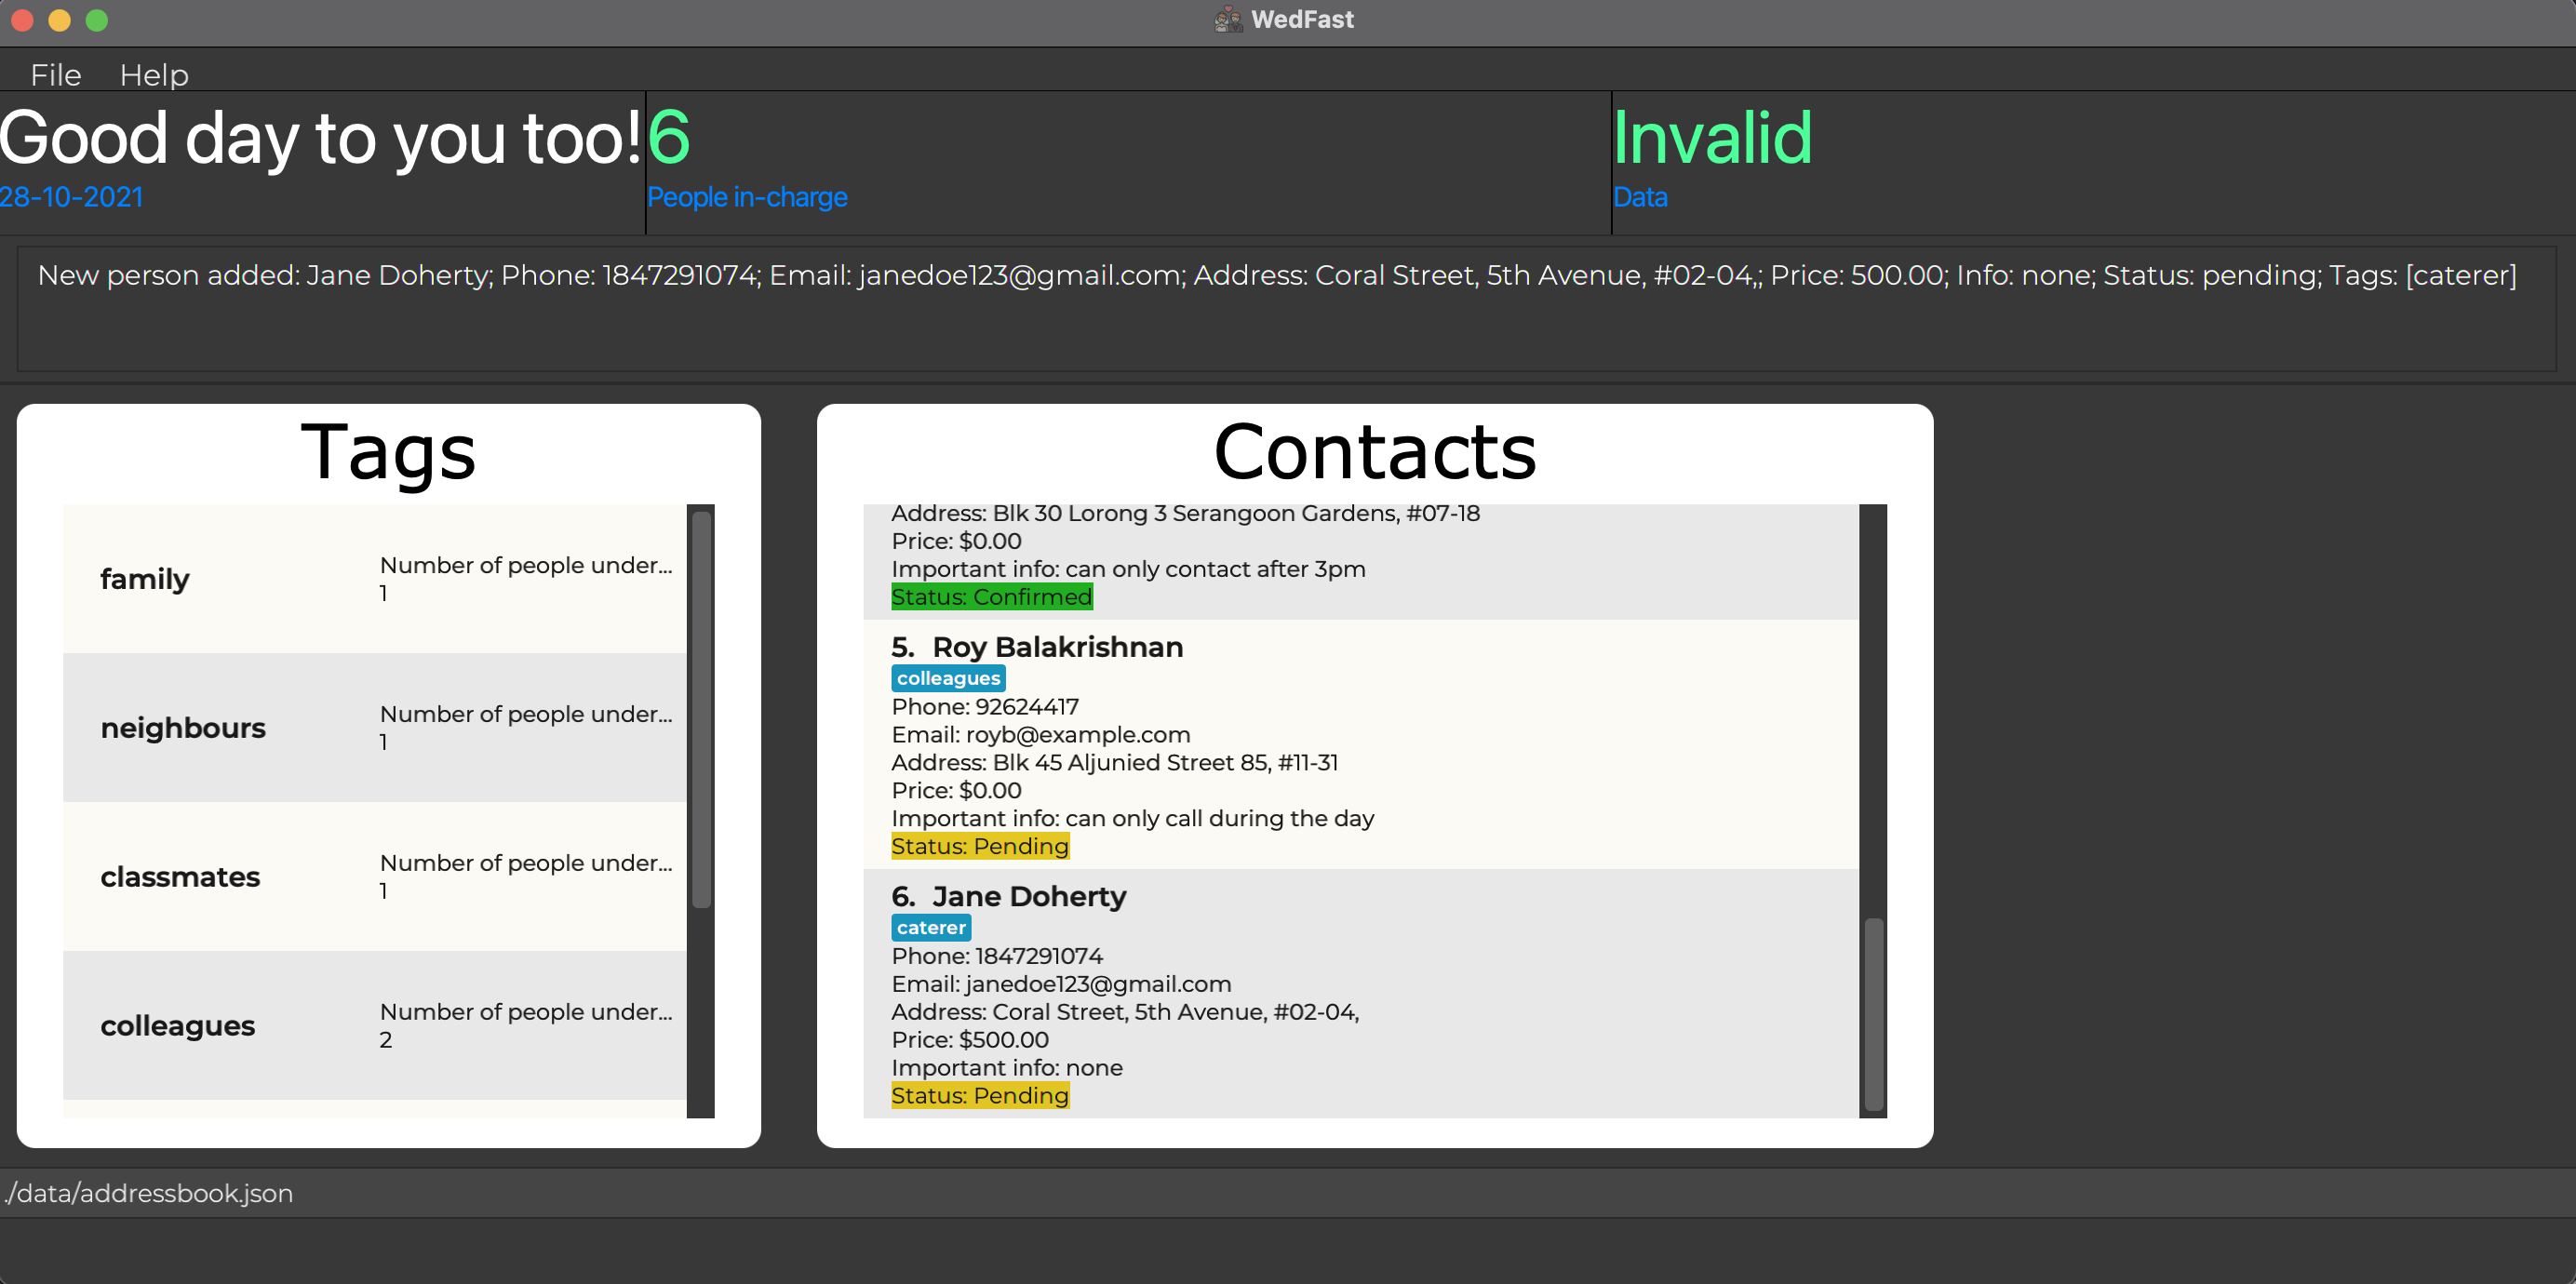 WedFast
File Help
Good day to you too!
28-10-2021
6
People in-charge
Invalid
Data
New person added: Jane Doherty; Phone: 1847291074; Email: janedoe123@gmail.com; Address: Coral Street, 5th Avenue, #02-04,; Price: 500.00; Info: none; Status: pending; Tags: [caterer]
Tags
family
Number of people under...
1
neighbours
Number of people under...
1
classmates
Number of people under...
1
colleagues
Number of people under...
2
Contacts
Address: Blk 30 Lorong 3 Serangoon Gardens, #07-18
Price: $0.00
Important info: can only contact after 3pm
Status: Confirmed
5. Roy Balakrishnan
colleagues
Phone: 92624417
Email: royb@example.com
Address: Blk 45 Aljunied Street 85, #11-31
Price: $0.00
Important info: can only call during the day
Status: Pending
6. Jane Doherty
caterer
Phone: 1847291074
Email: janedoe123@gmail.com
Address: Coral Street, 5th Avenue, #02-04,
Price: $500.00
Important info: none
Status: Pending
./data/addressbook.json